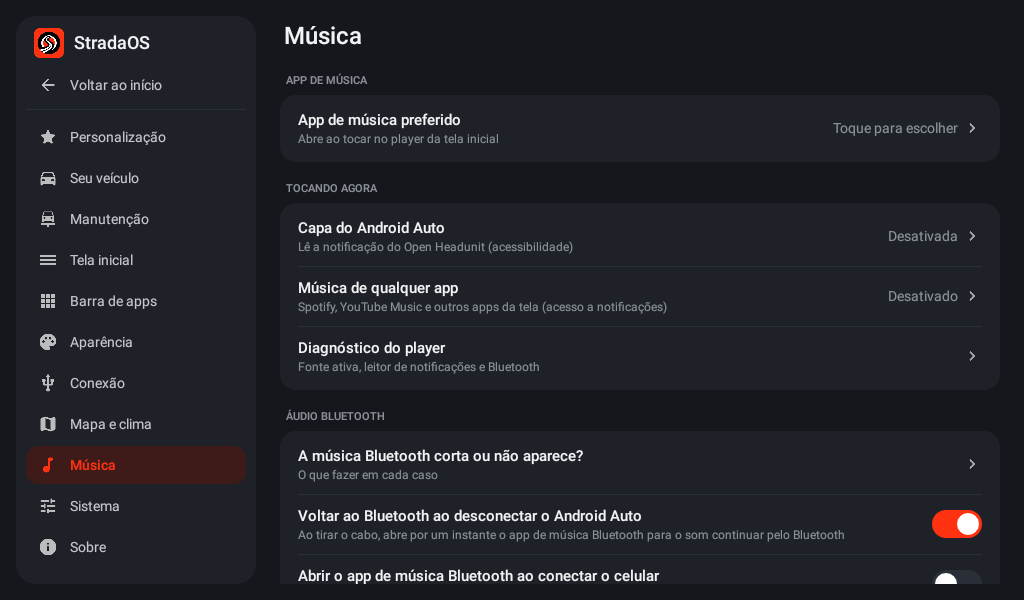 StradaOS
Voltar ao início
Personalização
Seu veículo
Manutenção
Tela inicial
Barra de apps
Aparência
Conexão
Mapa e clima
Música
Sistema
Sobre
Música
APP DE MÚSICA
App de música preferido
Abre ao tocar no player da tela inicial
Toque para escolher
TOCANDO AGORA
Capa do Android Auto
Lê a notificação do Open Headunit (acessibilidade)
Desativada
Música de qualquer app
Spotify, YouTube Music e outros apps da tela (acesso a notificações)
Desativado
Diagnóstico do player
Fonte ativa, leitor de notificações e Bluetooth
ÁUDIO BLUETOOTH
A música Bluetooth corta ou não aparece?
O que fazer em cada caso
Voltar ao Bluetooth ao desconectar o Android Auto
Ao tirar o cabo, abre por um instante o app de música Bluetooth para o som continuar pelo Bluetooth
Abrir o app de música Bluetooth ao conectar o celular